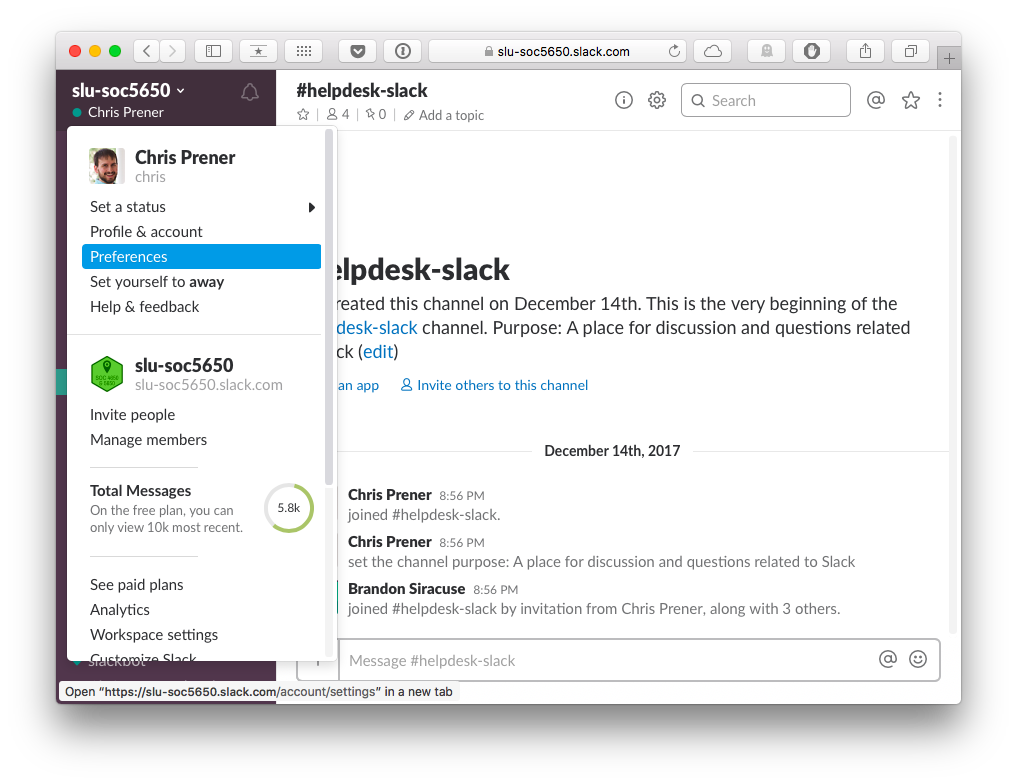 slu-soc5650.slack.com
slu-soc5650
Chris Prener
#helpdesk-slack
4
0
Add a topic
Search
Chris Prener
chris
Set a status
Profile & account
Preferences
Set yourself to away
Help & feedback
slu-soc5650
slu-soc5650.slack.com
Invite people
Manage members
Total Messages
On the free plan, you can
only view 10k most recent.
5.8k
See paid plans
Analytics
Workspace settings
Customize Slack
slackbot
elpdesk-slack
reated this channel on December 14th. This is the very beginning of the
desk-slack channel. Purpose: A place for discussion and questions related
ck (edit)
an app
Invite others to this channel
December 14th, 2017
Chris Prener 8:56 PM
joined #helpdesk-slack.
Chris Prener 8:56 PM
set the channel purpose: A place for discussion and questions related to Slack
Brandon Siracuse 8:56 PM
joined #helpdesk-slack by invitation from Chris Prener, along with 3 others.
Message #helpdesk-slack
Open “https://slu-soc5650.slack.com/account/settings” in a new tab